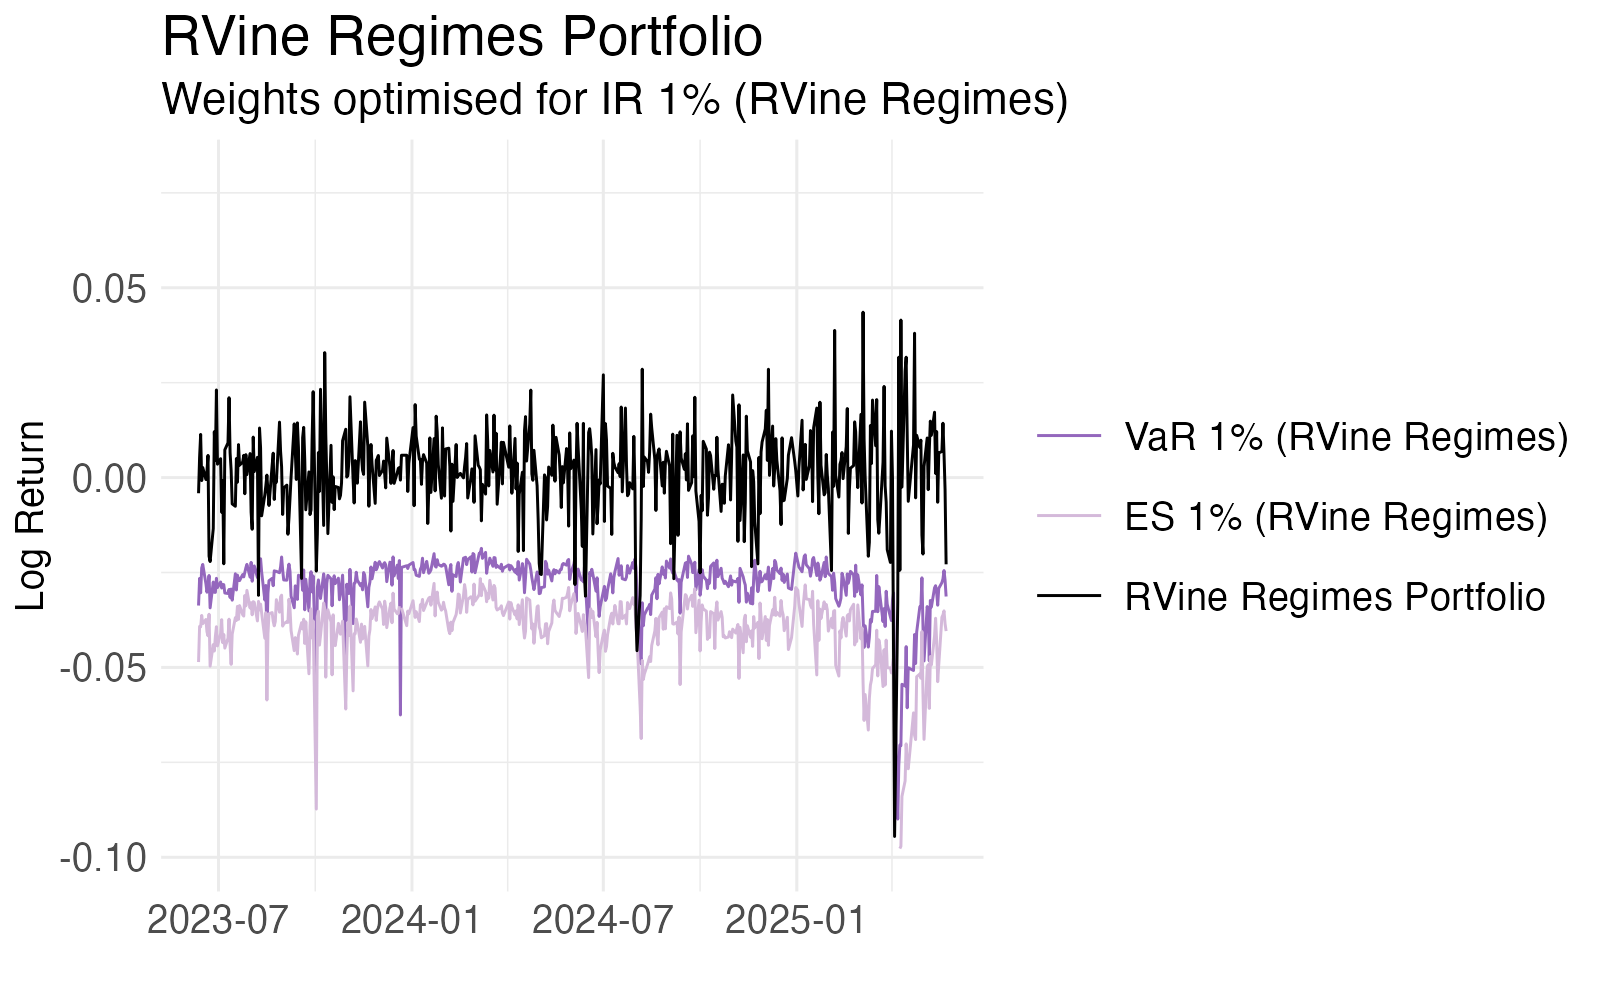 RVine Regimes Portfolio
Weights optimised for IR 1% (RVine Regimes)
Log Return
0.05
0.00
-0.05
-0.10
2023-07
2024-01
2024-07
2025-01
VaR 1% (RVine Regimes)
ES 1% (RVine Regimes)
RVine Regimes Portfolio